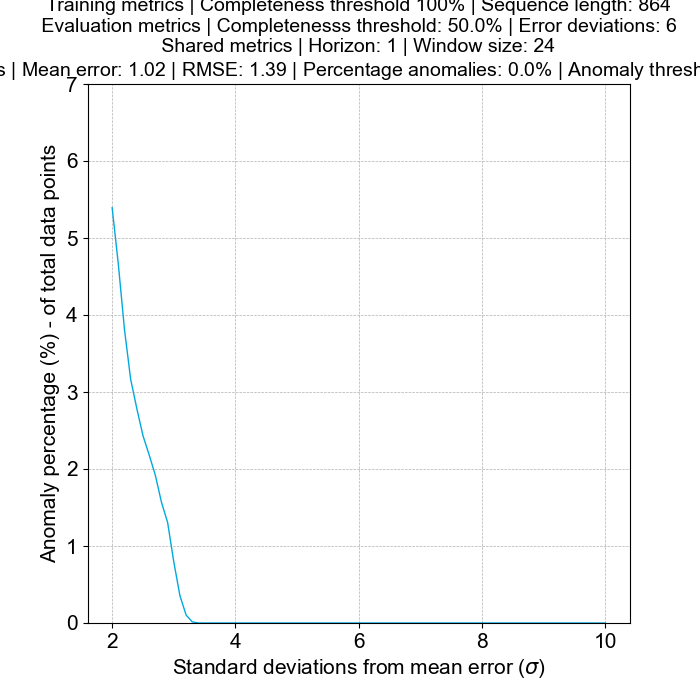 Training metrics | Completeness threshold 100% | Sequence length: 864
Evaluation metrics | Completenesss threshold: 50.0% | Error deviations: 6
Shared metrics | Horizon: 1 | Window size: 24
s | Mean error: 1.02 | RMSE: 1.39 | Percentage anomalies: 0.0% | Anomaly thresh
7
6
5
4
3
2
1
0
Anomaly percentage (%) - of total data points
2 4 6 8 10
Standard deviations from mean error (σ)